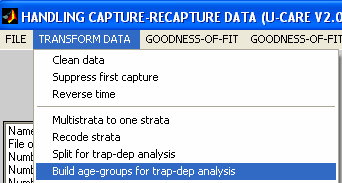 HANDLING CAPTURE-RECAPTURE DATA (U-CARE V2.0
FILE TRANSFORM DATA GOODNESS-OF-FIT GOODNESS-OF-F
Clean data
Suppress first capture
Reverse time
Multistrata to one strata
Recode strata
Split for trap-dep analysis
Build age-groups for trap-dep analysis
Name
File o
Numb
Numb
Numb